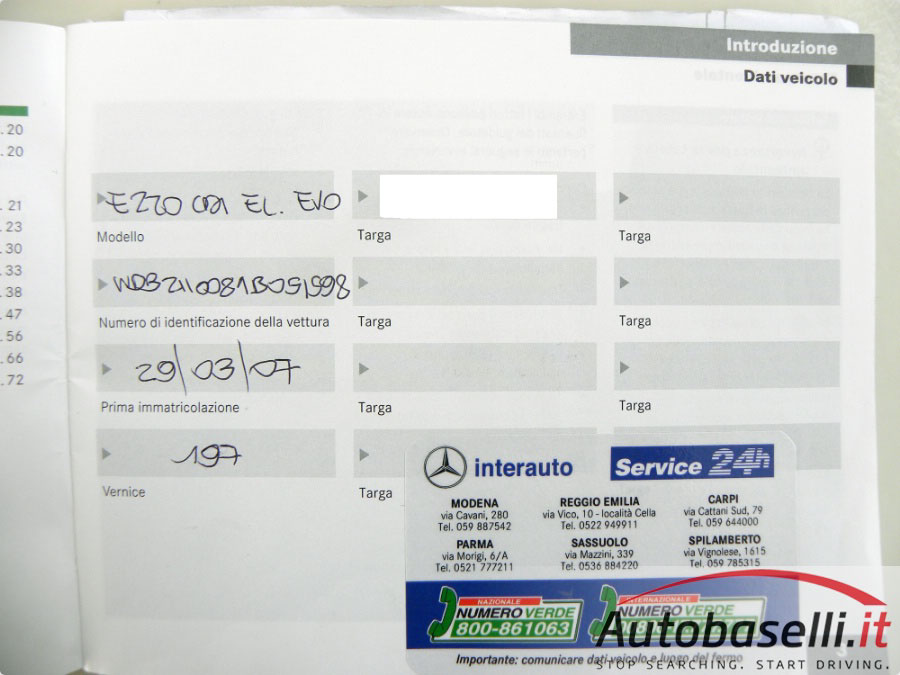 Introduzione
Dati veicolo
. 20
. 20
. 21
. 23
. 30
. 33
. 38
. 47
. 56
. 66
. 72
E220 CDI EL. EVO
Modello
Targa
Targa
WDB2110081B051998
Numero di identificazione della vettura
Targa
Targa
29/03/07
Prima immatricolazione
Targa
Targa
197
Vernice
Targa
interauto
Service 24h
MODENA
via Cavani, 280
Tel. 059 887542
REGGIO EMILIA
via Vico, 10 - località Cella
Tel. 0522 949911
CARPI
via Cattani Sud, 79
Tel. 059 644000
PARMA
via Morigi, 6/A
Tel. 0521 777211
SASSUOLO
via Mazzini, 339
Tel. 0536 884220
SPILAMBERTO
via Vignolese, 1615
Tel. 059 785315
NAZIONALE
NUMERO VERDE
800-861063
INTERNAZIONALE
NUMERO VERDE
Importante: comunicare dati veicolo e luogo del fermo
Autobaselli.it
STOP SEARCHING. START DRIVING.